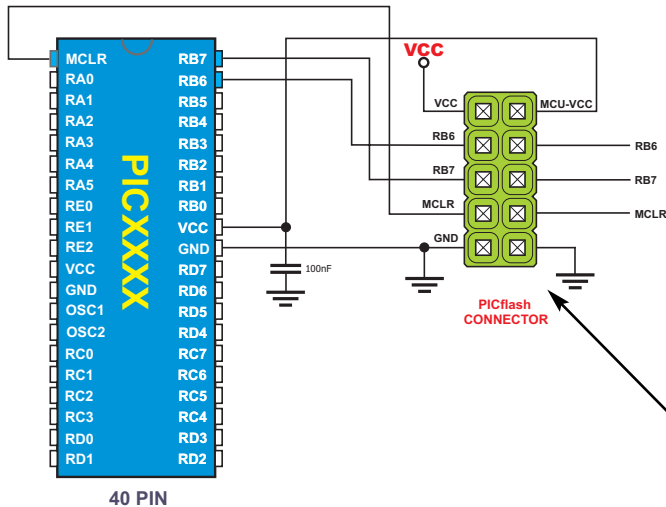 MCLR
RA0
RA1
RA2
RA3
RA4
RA5
RE0
RE1
RE2
VCC
GND
OSC1
OSC2
RC0
RC1
RC2
RC3
RD0
RD1
PICXXXX
RB7
RB6
RB5
RB4
RB3
RB2
RB1
RB0
VCC
GND
RD7
RD6
RD5
RD4
RC7
RC6
RC5
RC4
RD3
RD2
40 PIN
100nF
VCC
VCC
MCU-VCC
RB6
RB6
RB7
RB7
MCLR
MCLR
GND
PICflash
CONNECTOR